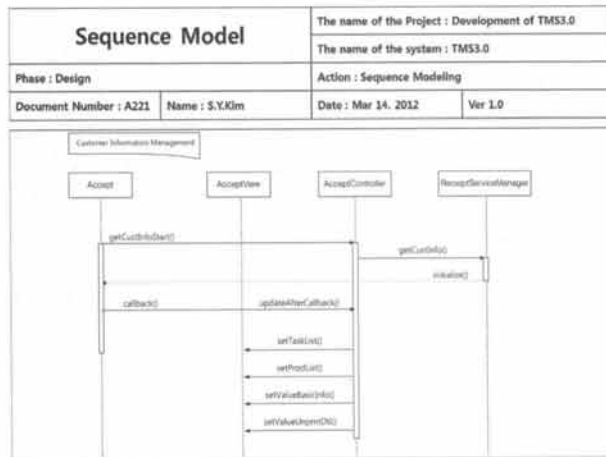 Sequence Model
The name of the Project : Development of TMS3.0
The name of the system : TMS3.0
Phase : Design
Action : Sequence Modeling
Document Number : A221
Name : S.Y.Kim
Date : Mar 14. 2012
Ver 1.0
Customer Information Management
Accept
AcceptView
AcceptController
ReceiptServiceManager
getCustInfoStart()
getCustInfo()
initialize()
callback()
updateAfterCallback()
setTaskList()
setProdList()
setValueBasicInfo()